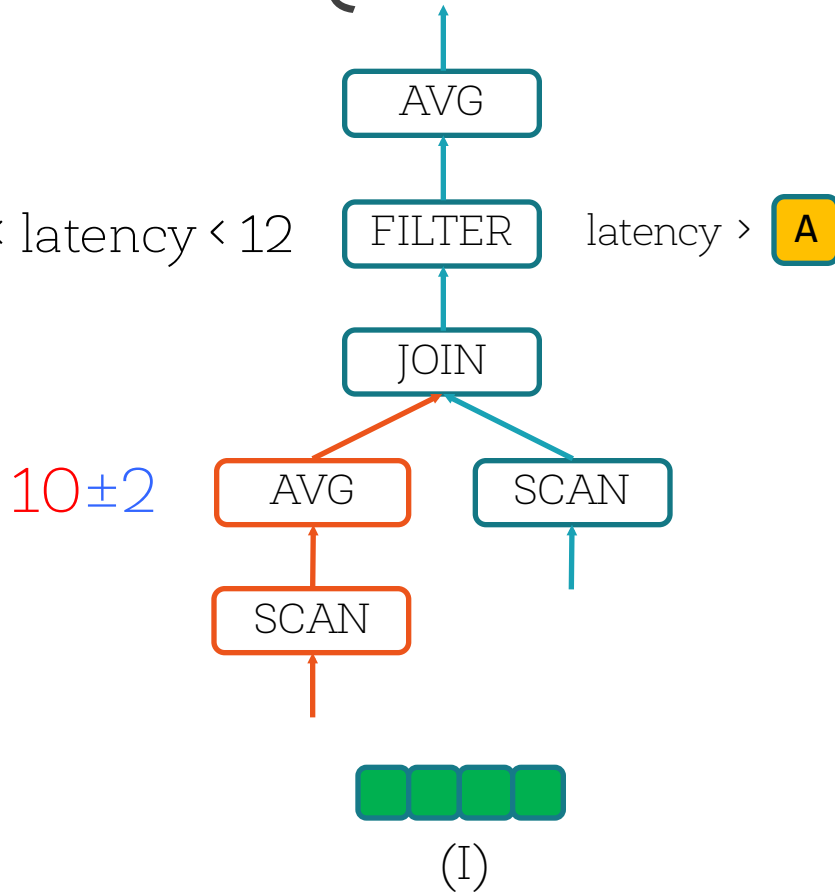 AVG
< latency < 12
FILTER
latency > A
JOIN
10±2
AVG
SCAN
SCAN
(I)